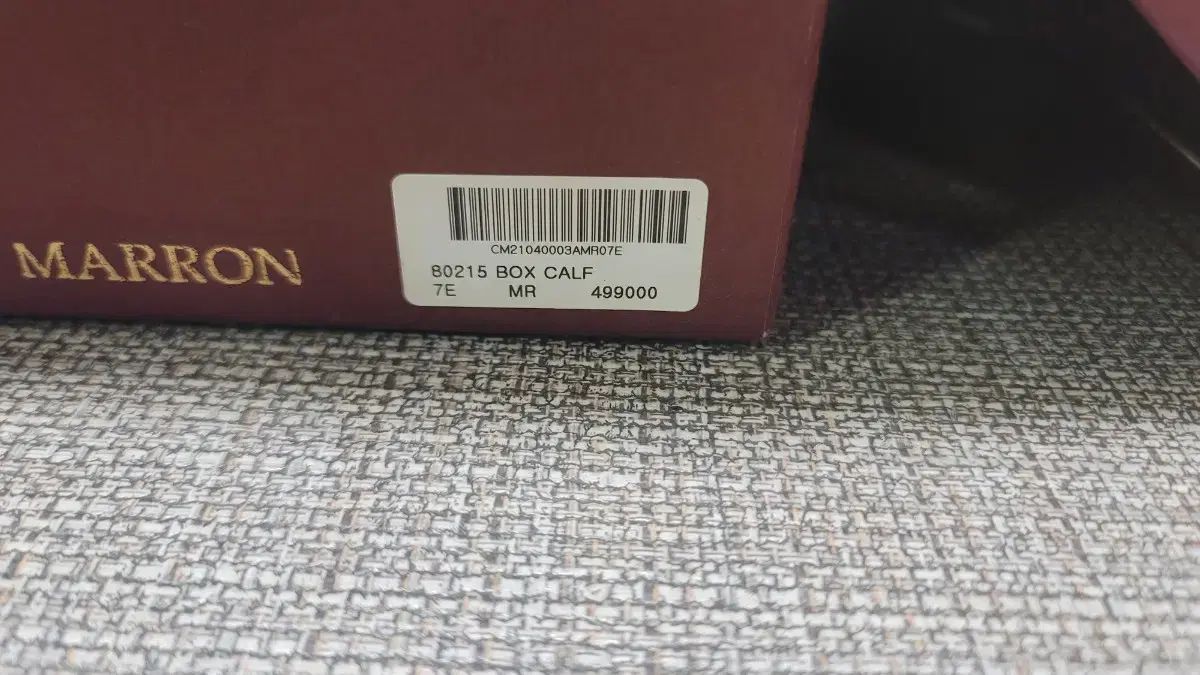 MARRON
CM21040003AMR07E
80215 BOX CALF
7E MR 499000